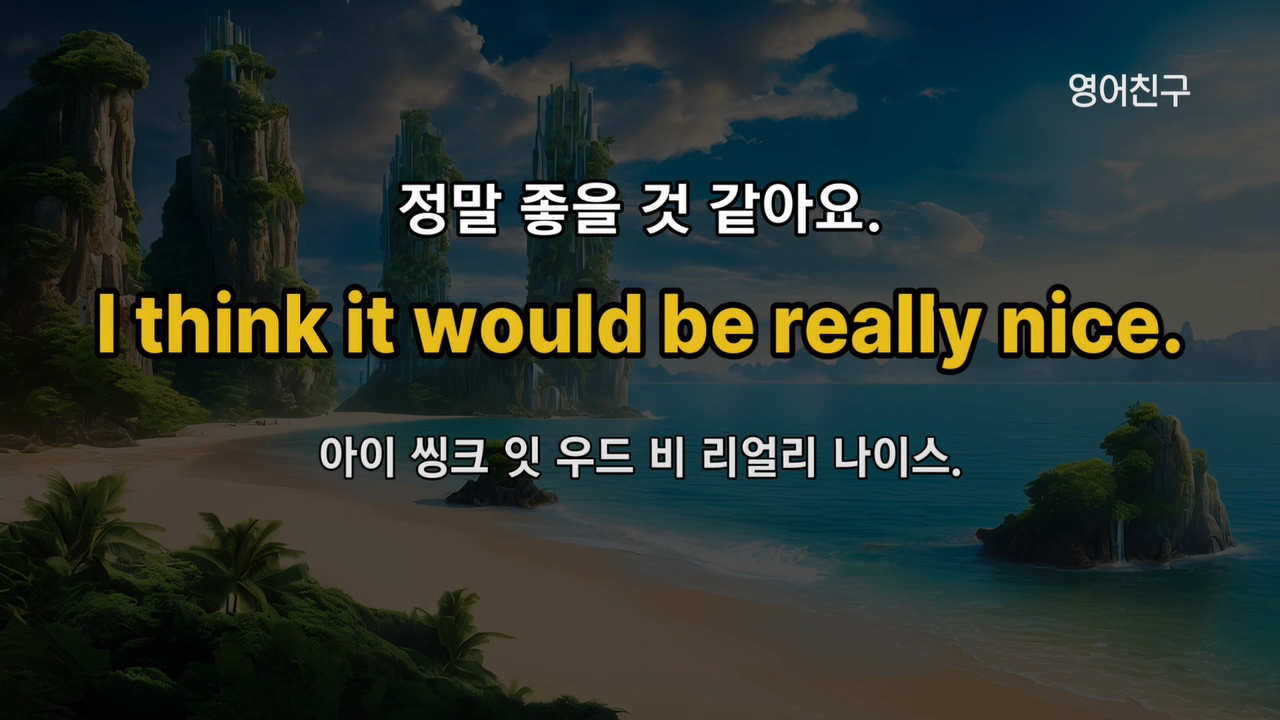 영어친구
정말 좋을 것 같아요.
I think it would be really nice.
아이 씽크 잇 우드 비 리얼리 나이스.